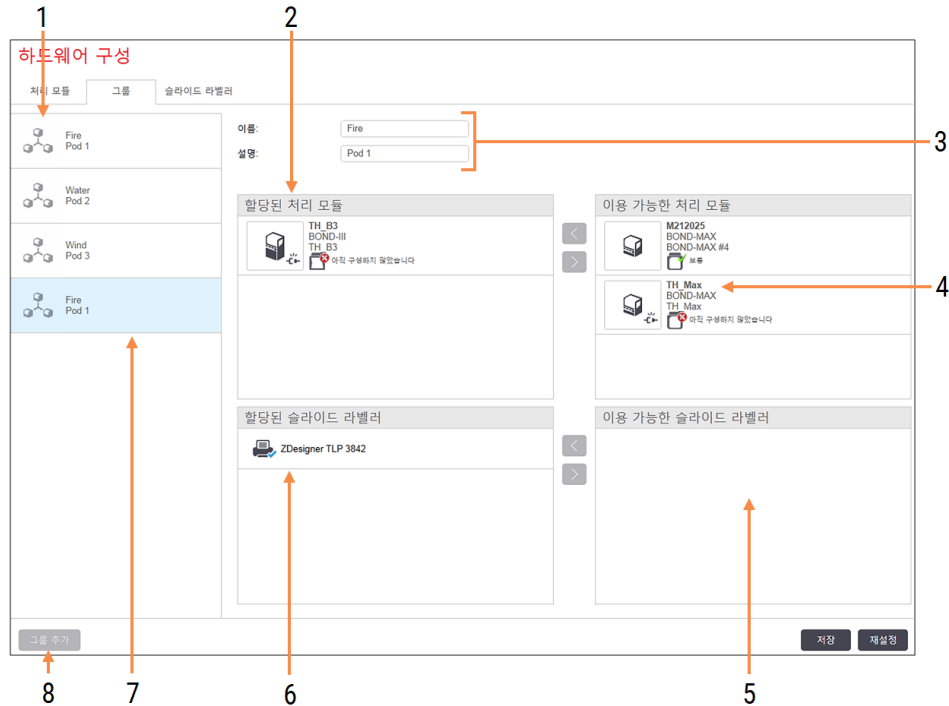 1
2
하드웨어 구성
처리 모듈
그룹
슬라이드 라벨러
Fire
Pod 1
Water
Pod 2
Wind
Pod 3
Fire
Pod 1
이름:
Fire
설명:
Pod 1
3
할당된 처리 모듈
TH_B3
BOND-III
TH_B3
아직 구성하지 않았습니다
<
>
이용 가능한 처리 모듈
M212025
BOND-MAX
BOND-MAX #4
보통
TH_Max
BOND-MAX
TH_Max
아직 구성하지 않았습니다
4
할당된 슬라이드 라벨러
ZDesigner TLP 3842
<
>
이용 가능한 슬라이드 라벨러
그룹 추가
저장
재설정
8
7
6
5